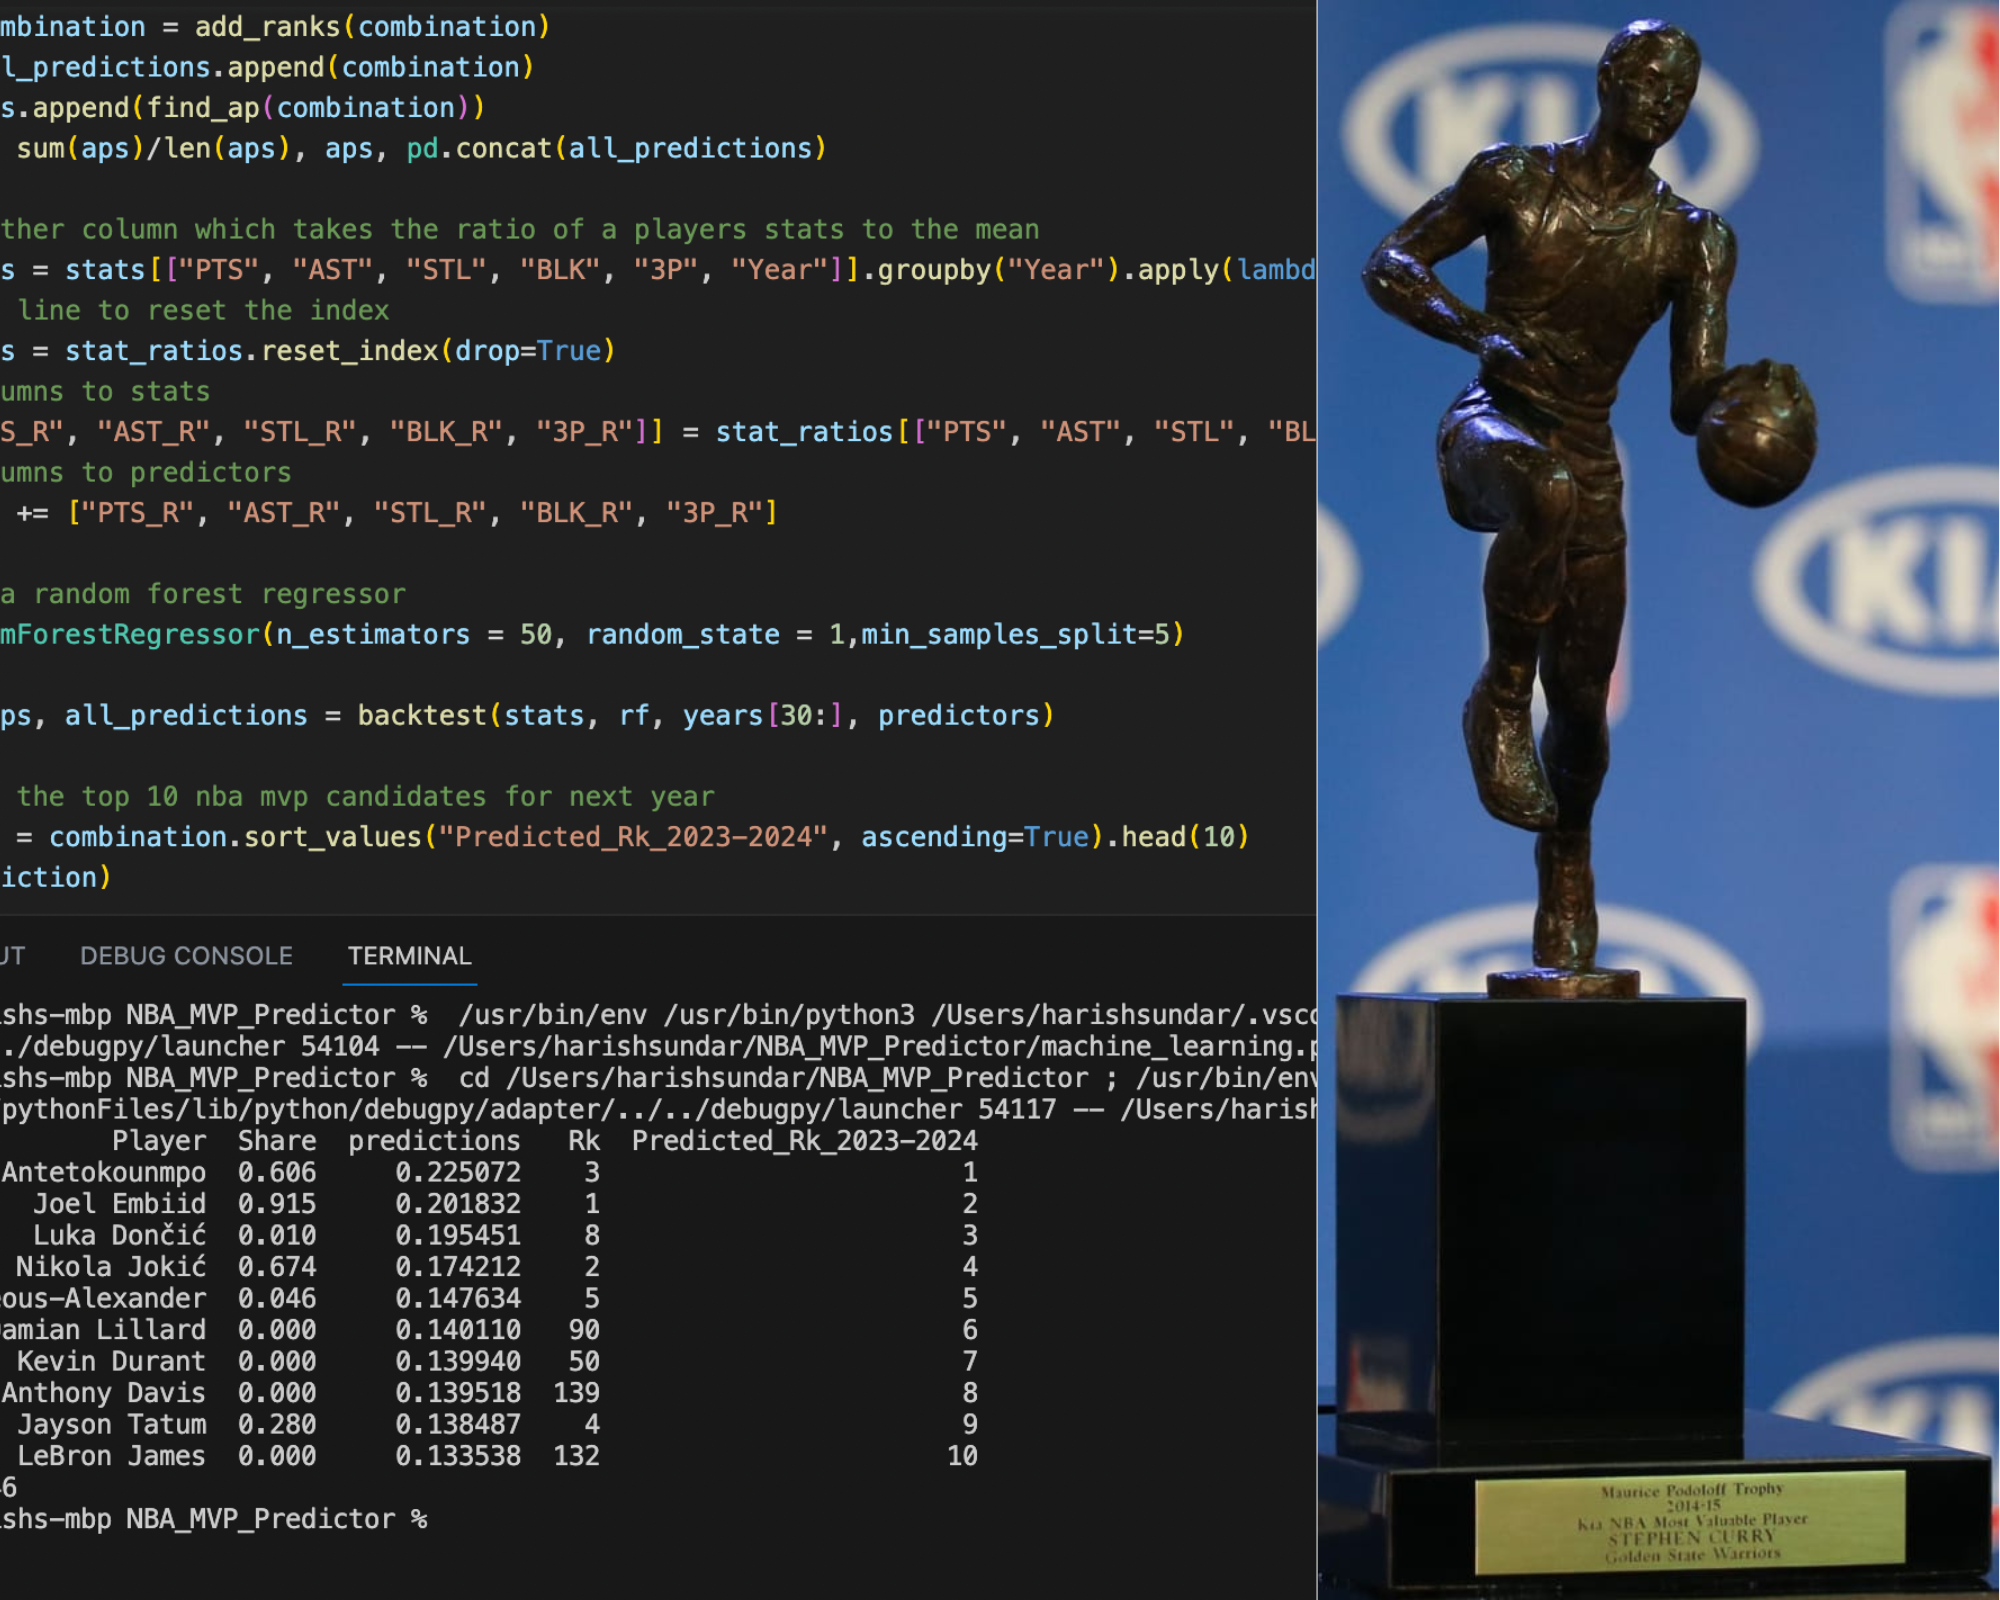 mbination = add_ranks(combination)
l_predictions.append(combination)
s.append(find_ap(combination))
sum(aps)/len(aps), aps, pd.concat(all_predictions)
ther column which takes the ratio of a players stats to the mean
s = stats[["PTS", "AST", "STL", "BLK", "3P", "Year"]].groupby("Year").apply(lambd
line to reset the index
s = stat_ratios.reset_index(drop=True)
umns to stats
S_R", "AST_R", "STL_R", "BLK_R", "3P_R"]] = stat_ratios[["PTS", "AST", "STL", "BL
umns to predictors
+= ["PTS_R", "AST_R", "STL_R", "BLK_R", "3P_R"]
a random forest regressor
mForestRegressor(n_estimators = 50, random_state = 1,min_samples_split=5)
ps, all_predictions = backtest(stats, rf, years[30:], predictors)
the top 10 nba mvp candidates for next year
= combination.sort_values("Predicted_Rk_2023-2024", ascending=True).head(10)
iction)
UT DEBUG CONSOLE TERMINAL
shs-mbp NBA_MVP_Predictor % /usr/bin/env /usr/bin/python3 /Users/harishsundar/.vsco
./debugpy/launcher 54104 -- /Users/harishsundar/NBA_MVP_Predictor/machine_learning.p
shs-mbp NBA_MVP_Predictor % cd /Users/harishsundar/NBA_MVP_Predictor ; /usr/bin/env
pythonFiles/lib/python/debugpy/adapter/../../debugpy/launcher 54117 -- /Users/harish
Player Share predictions Rk Predicted_Rk_2023-2024
Antetokounmpo 0.606 0.225072 3 1
Joel Embiid 0.915 0.201832 1 2
Luka Dončić 0.010 0.195451 8 3
Nikola Jokić 0.674 0.174212 2 4
eous-Alexander 0.046 0.147634 5 5
amian Lillard 0.000 0.140110 90 6
Kevin Durant 0.000 0.139940 50 7
Anthony Davis 0.000 0.139518 139 8
Jayson Tatum 0.280 0.138487 4 9
LeBron James 0.000 0.133538 132 10
6
shs-mbp NBA_MVP_Predictor %
KIA
KIA
Maurice Podoloff Trophy
2014-15
Kia NBA Most Valuable Player
STEPHEN CURRY
Golden State Warriors